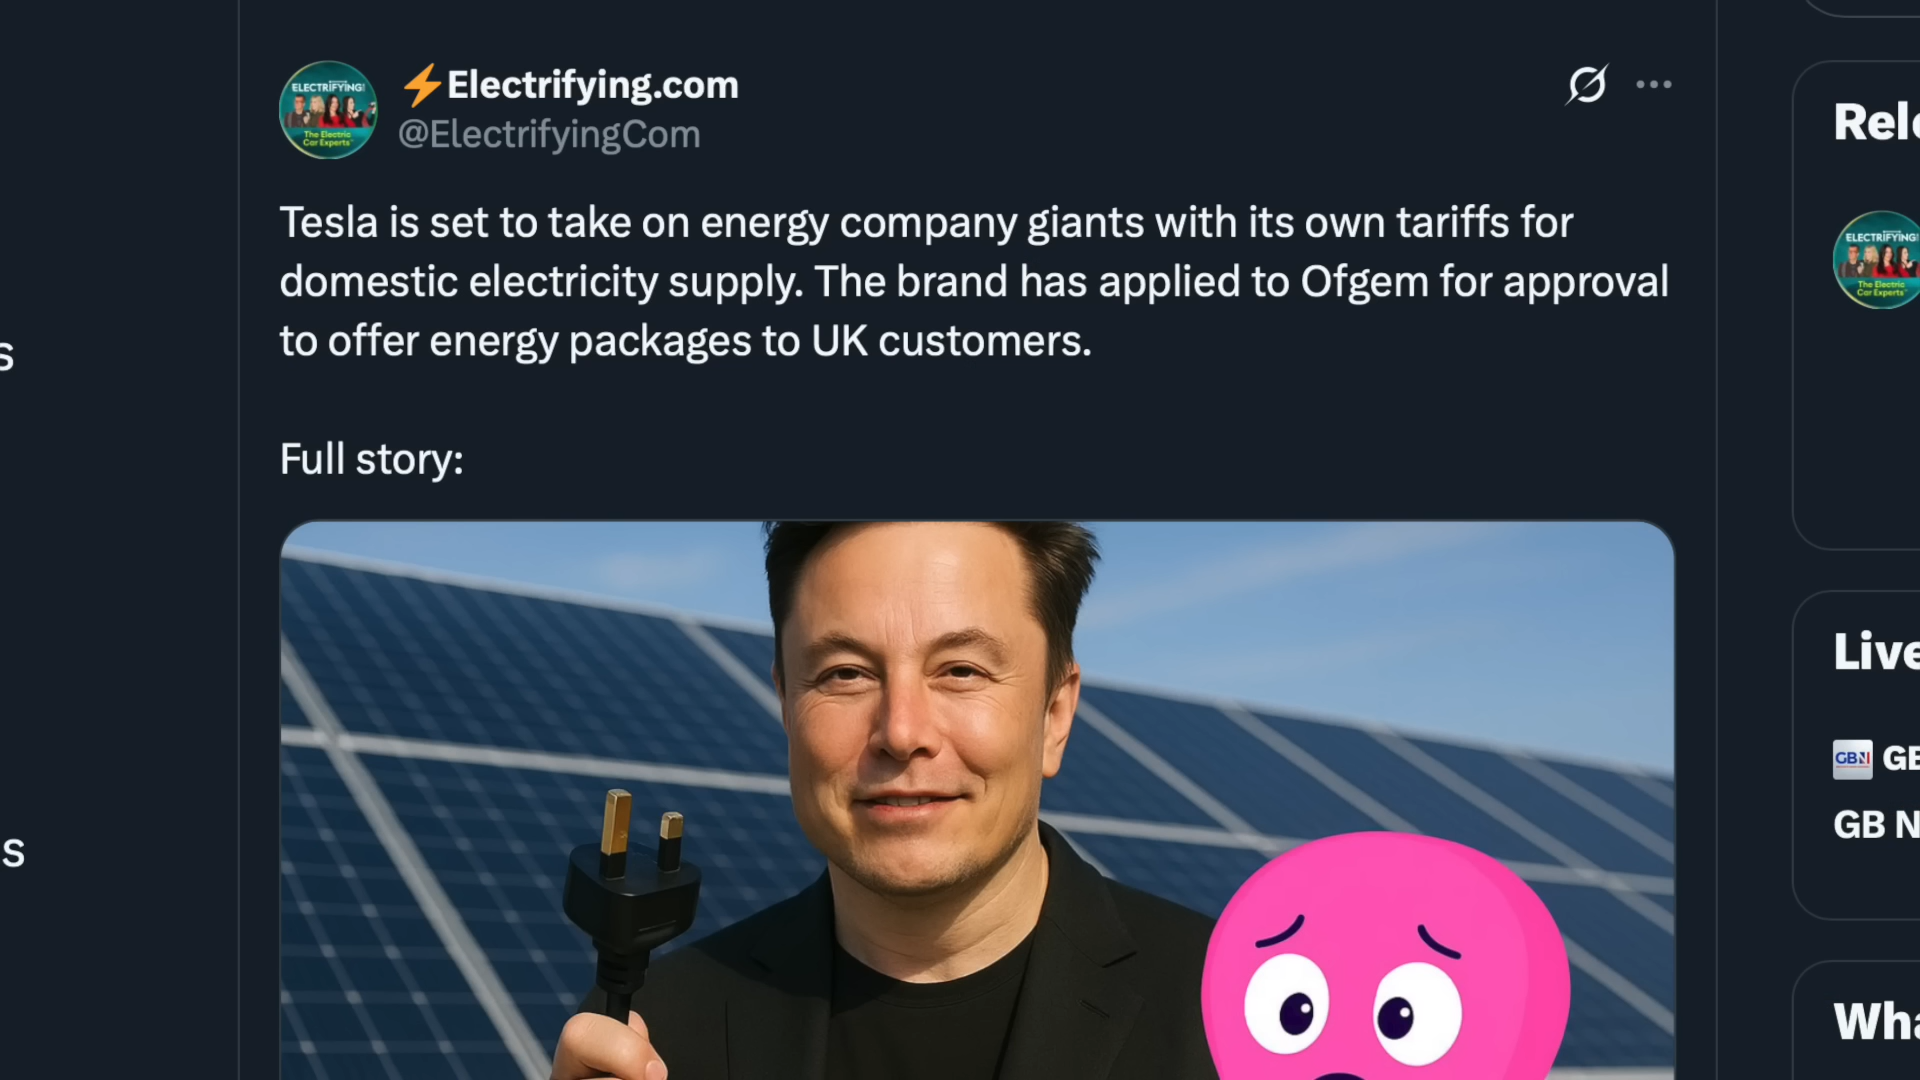 ⚡Electrifying.com
@ElectrifyingCom
Tesla is set to take on energy company giants with its own tariffs for
domestic electricity supply. The brand has applied to Ofgem for approval
to offer energy packages to UK customers.
Full story:
ELECTRIFYING
The Electric
Car Experts
s
s
Rele
ELECTRIFYING
The Electric
Car Experts
Live
GBN GB
GB N
Wha